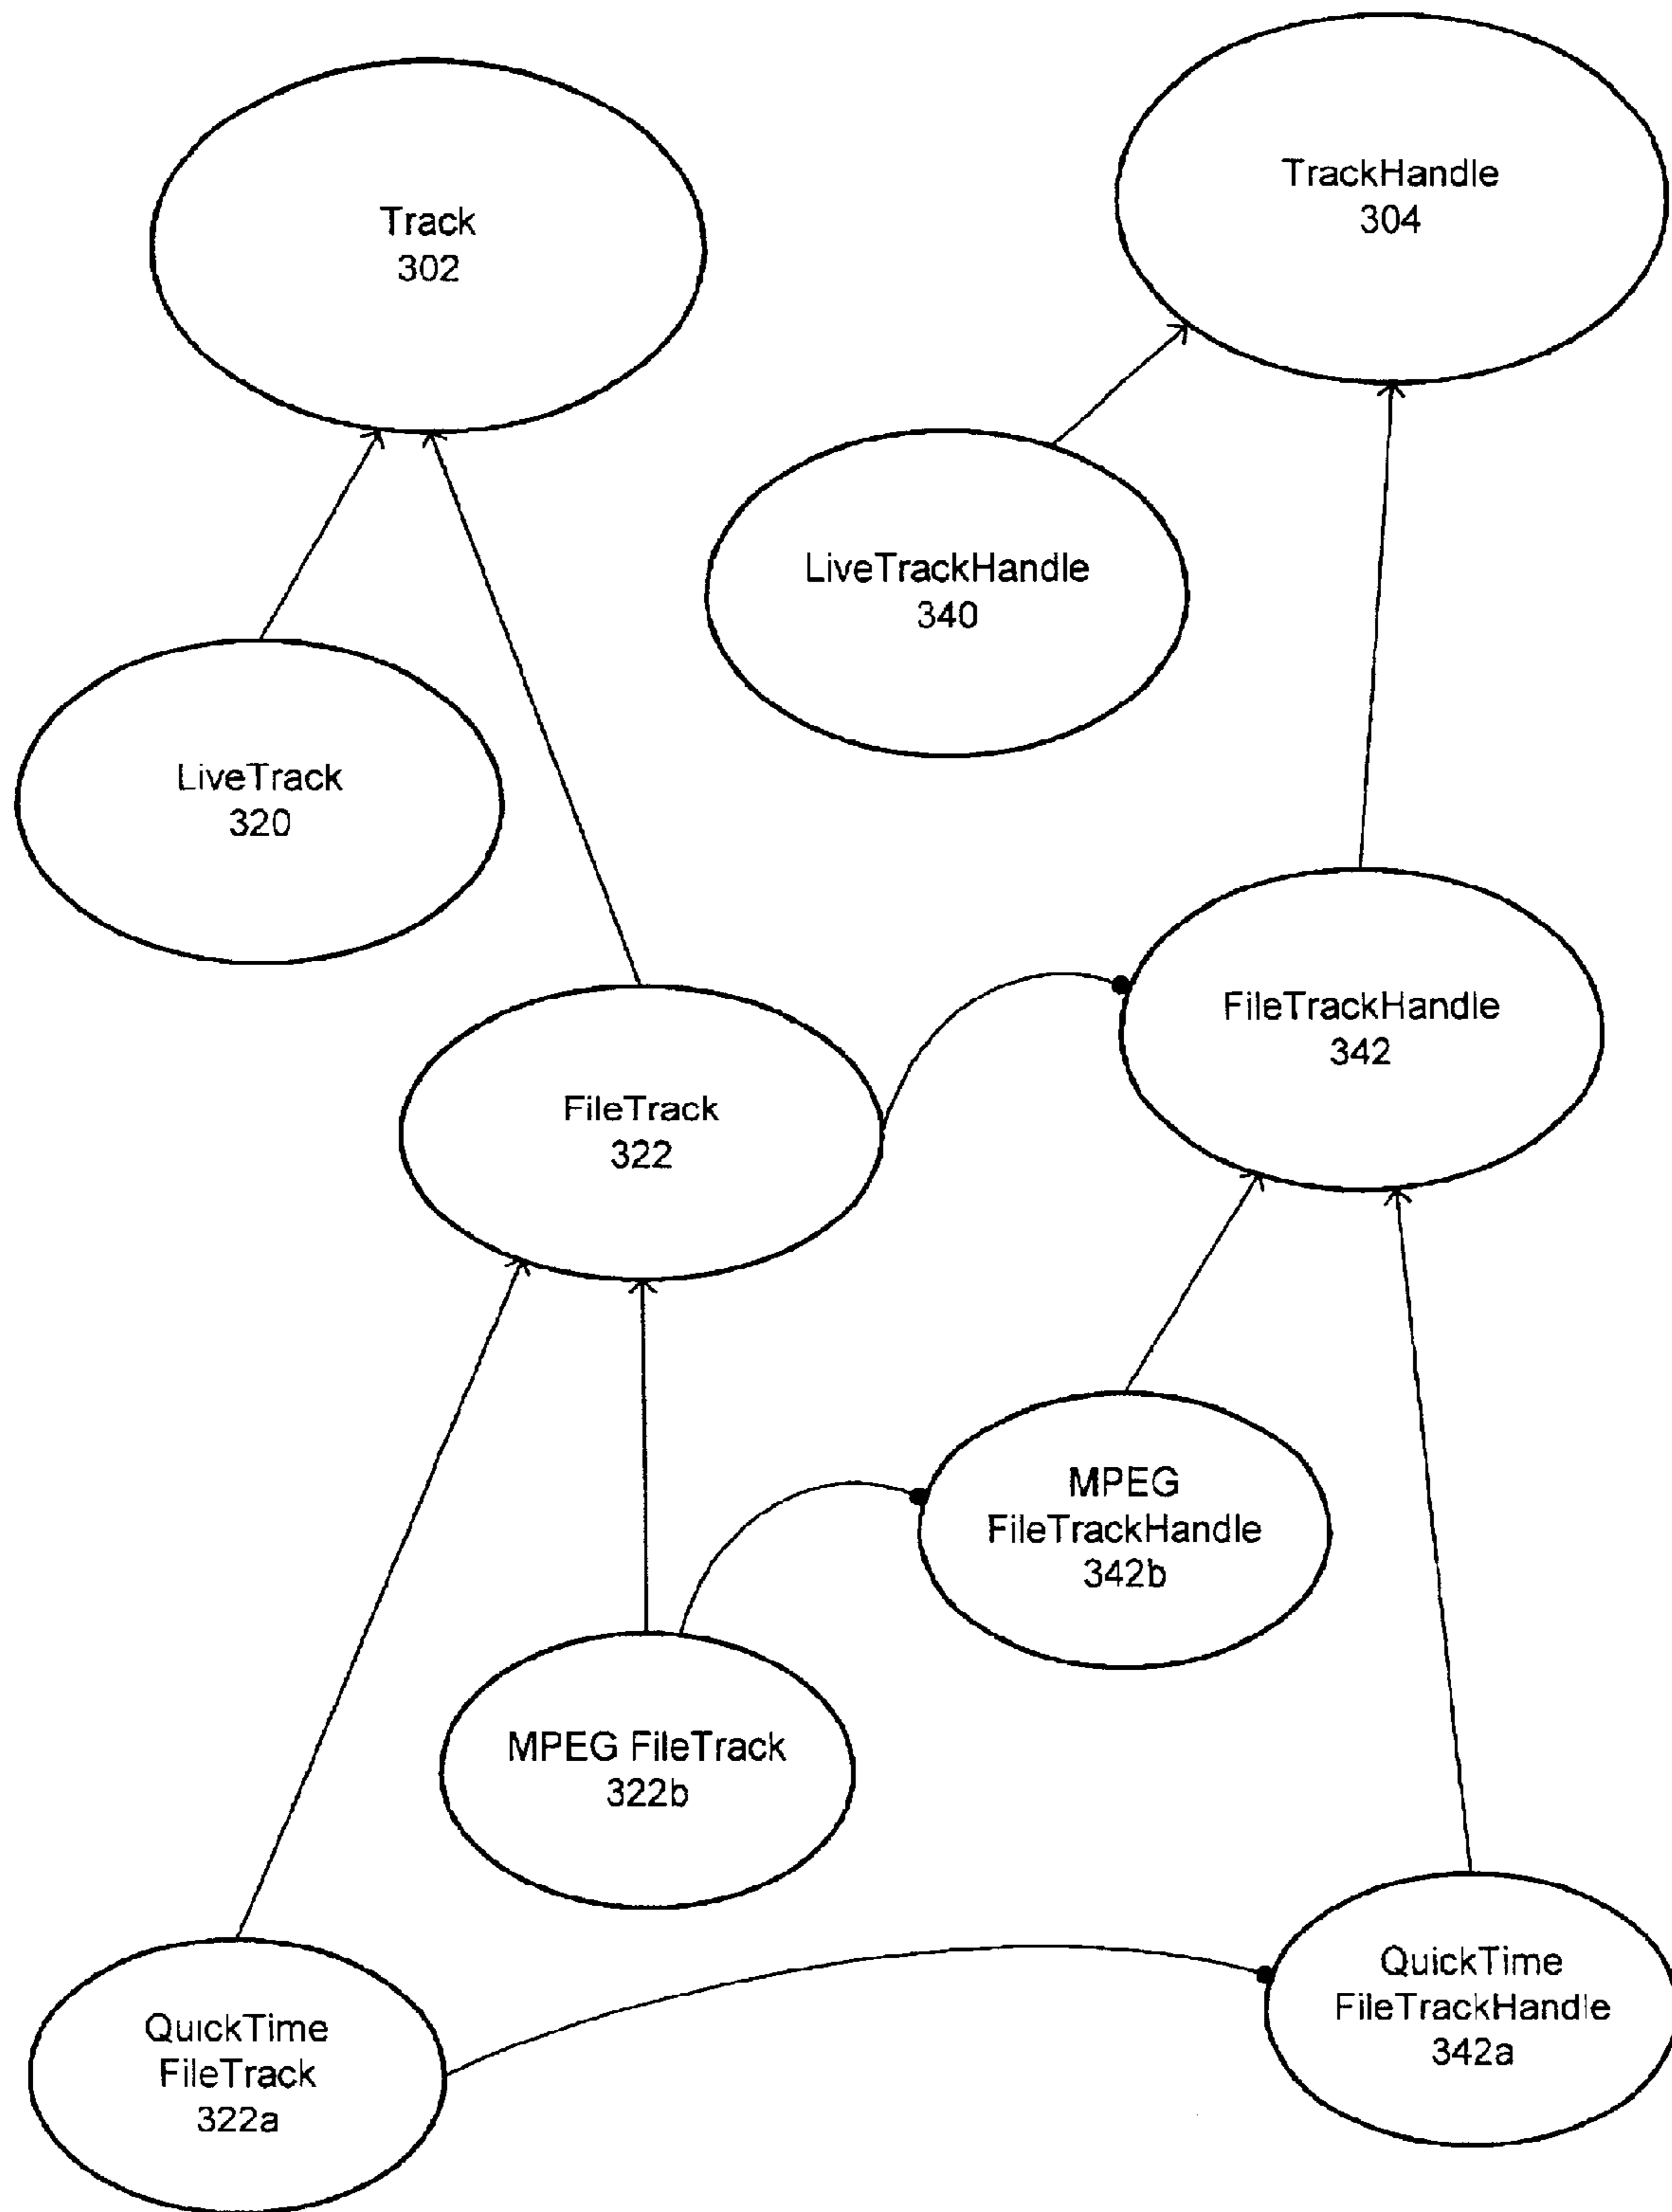 TrackHandle
304
Track
302
LiveTrackHandle
340
LiveTrack
320
FileTrackHandle
342
FileTrack
322
MPEG
FileTrackHandle
342b
MPEG FileTrack
322b
QuickTime
FileTrackHandle
342a
QuickTime
FileTrack
322a